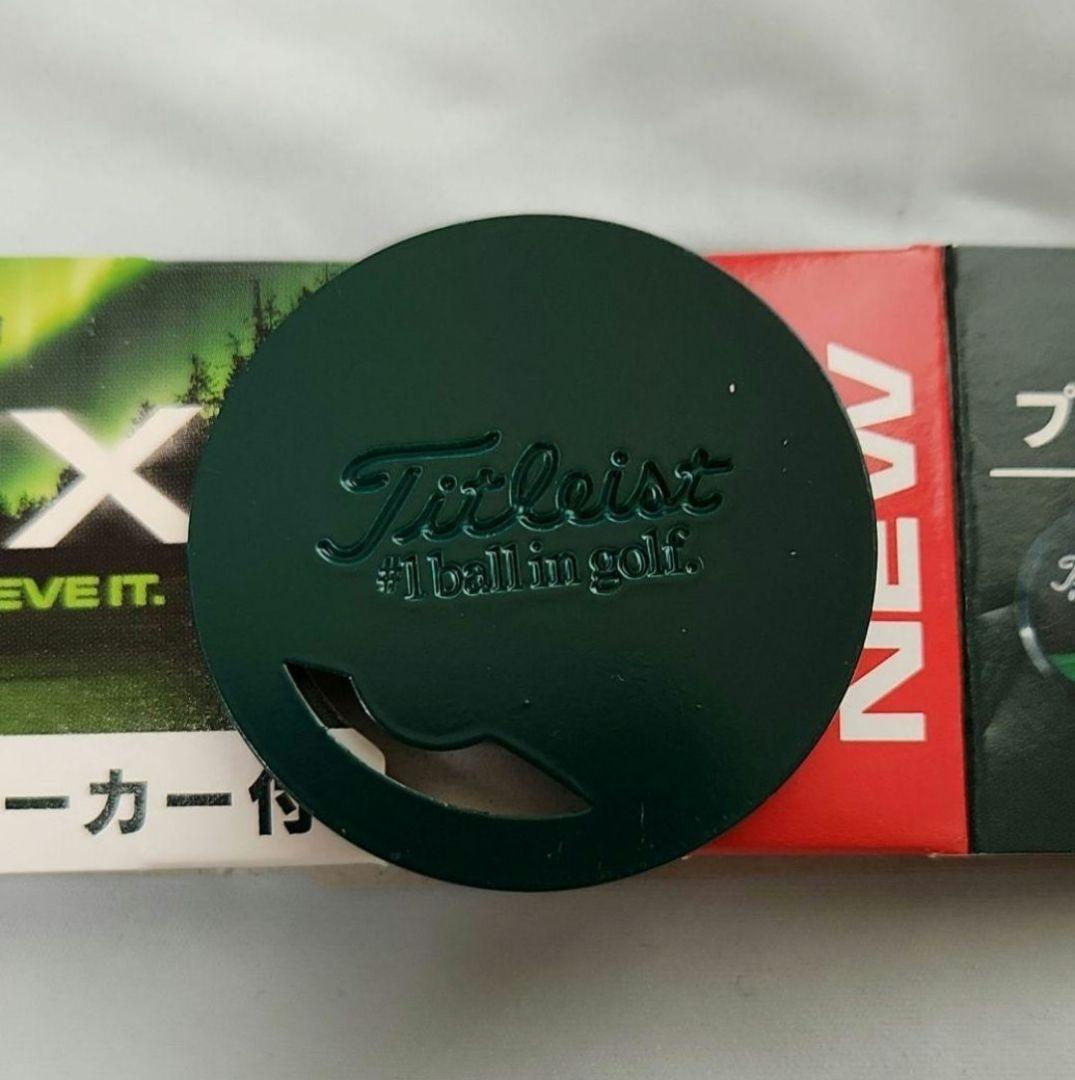 Titleist
#1 ball in golf.
X
EVE IT.
ーカー付
NEW
プ